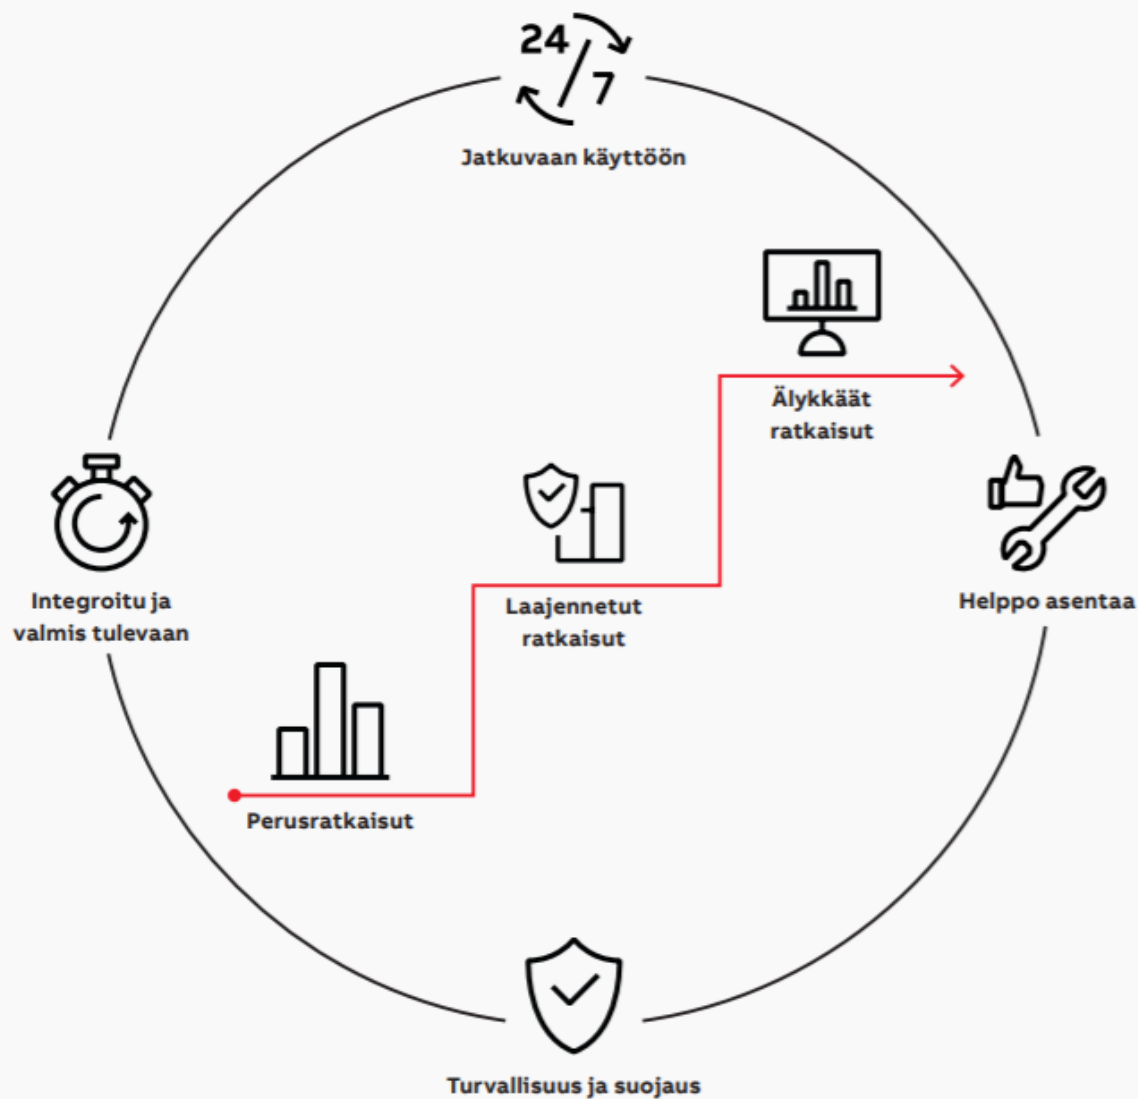 24
/7
Jatkuvaan käyttöön
Älykkäät
ratkaisut
Integroitu ja
valmis tulevaan
Laajennetut
ratkaisut
Helppo asentaa
Perusratkaisut
Turvallisuus ja suojaus